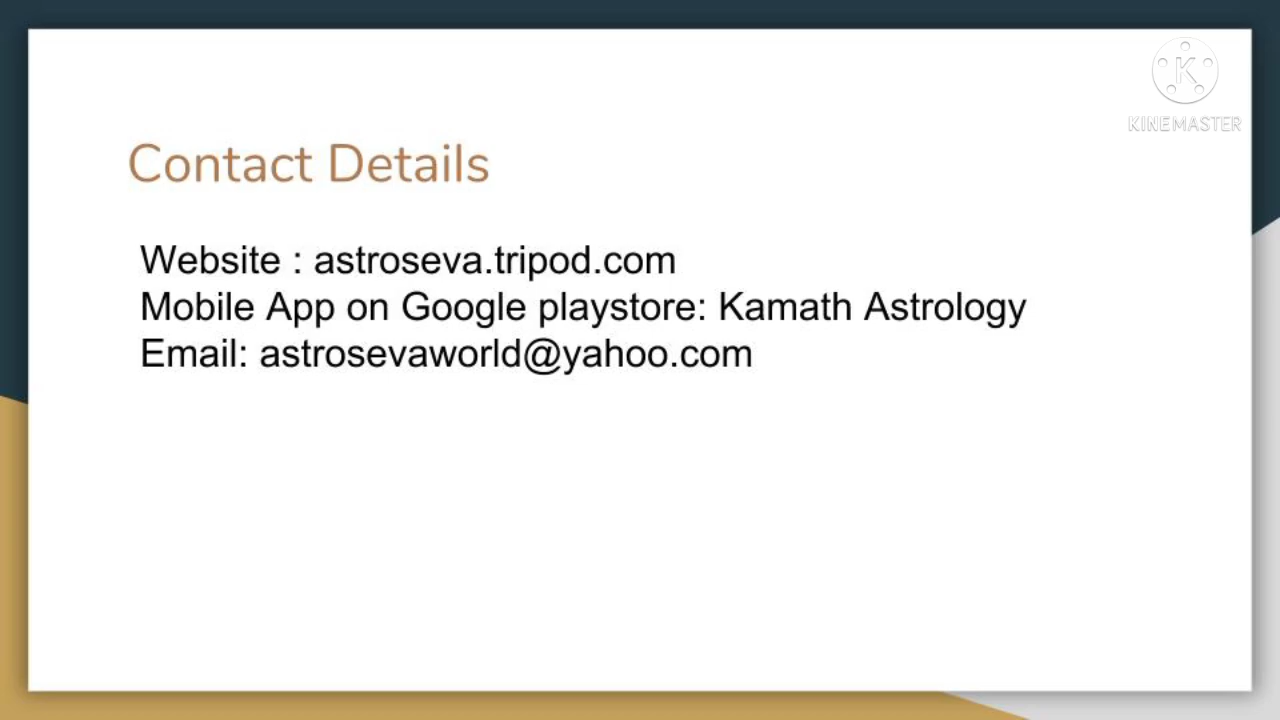 KINEMASTER
Contact Details
Website : astroseva.tripod.com
Mobile App on Google playstore: Kamath Astrology
Email: astrosevaworld@yahoo.com